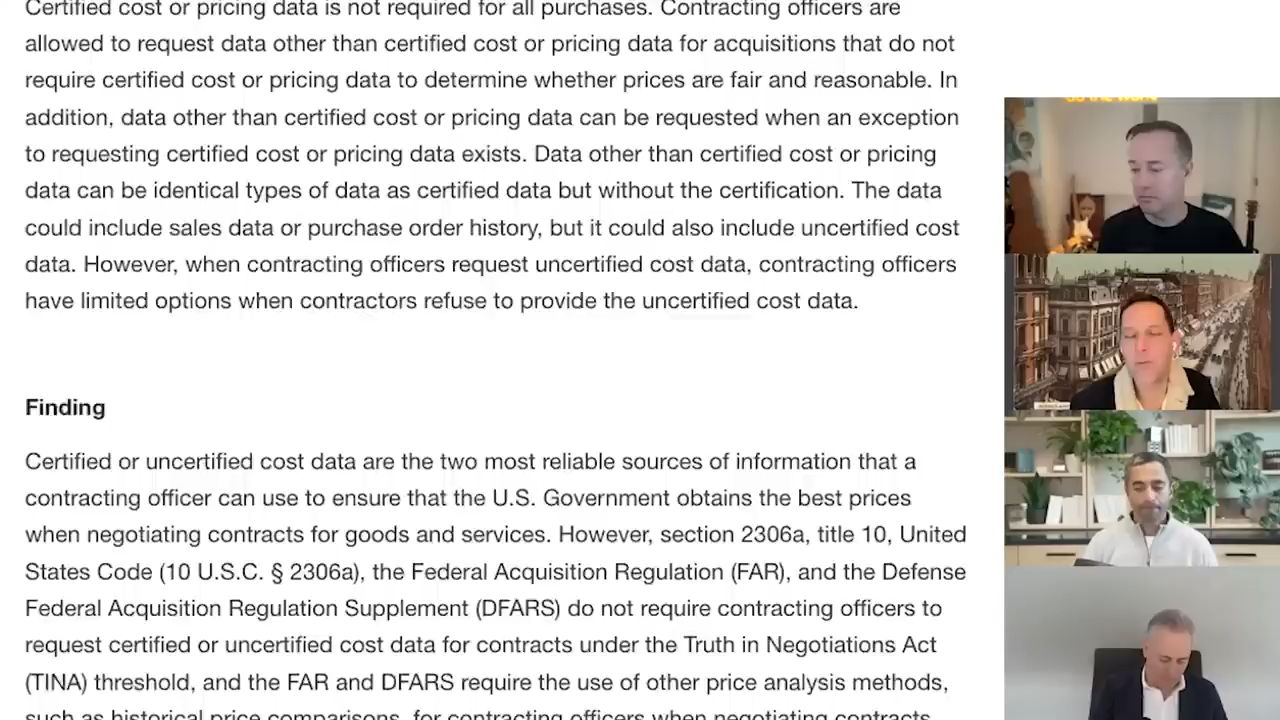 Certified cost or pricing data is not required for all purchases. Contracting officers are
allowed to request data other than certified cost or pricing data for acquisitions that do not
require certified cost or pricing data to determine whether prices are fair and reasonable. In
addition, data other than certified cost or pricing data can be requested when an exception
to requesting certified cost or pricing data exists. Data other than certified cost or pricing
data can be identical types of data as certified data but without the certification. The data
could include sales data or purchase order history, but it could also include uncertified cost
data. However, when contracting officers request uncertified cost data, contracting officers
have limited options when contractors refuse to provide the uncertified cost data.
Finding
Certified or uncertified cost data are the two most reliable sources of information that a
contracting officer can use to ensure that the U.S. Government obtains the best prices
when negotiating contracts for goods and services. However, section 2306a, title 10, United
States Code (10 U.S.C. § 2306a), the Federal Acquisition Regulation (FAR), and the Defense
Federal Acquisition Regulation Supplement (DFARS) do not require contracting officers to
request certified or uncertified cost data for contracts under the Truth in Negotiations Act
(TINA) threshold, and the FAR and DFARS require the use of other price analysis methods,
such as historical price comparisons, for contracting officers when negotiating contracts